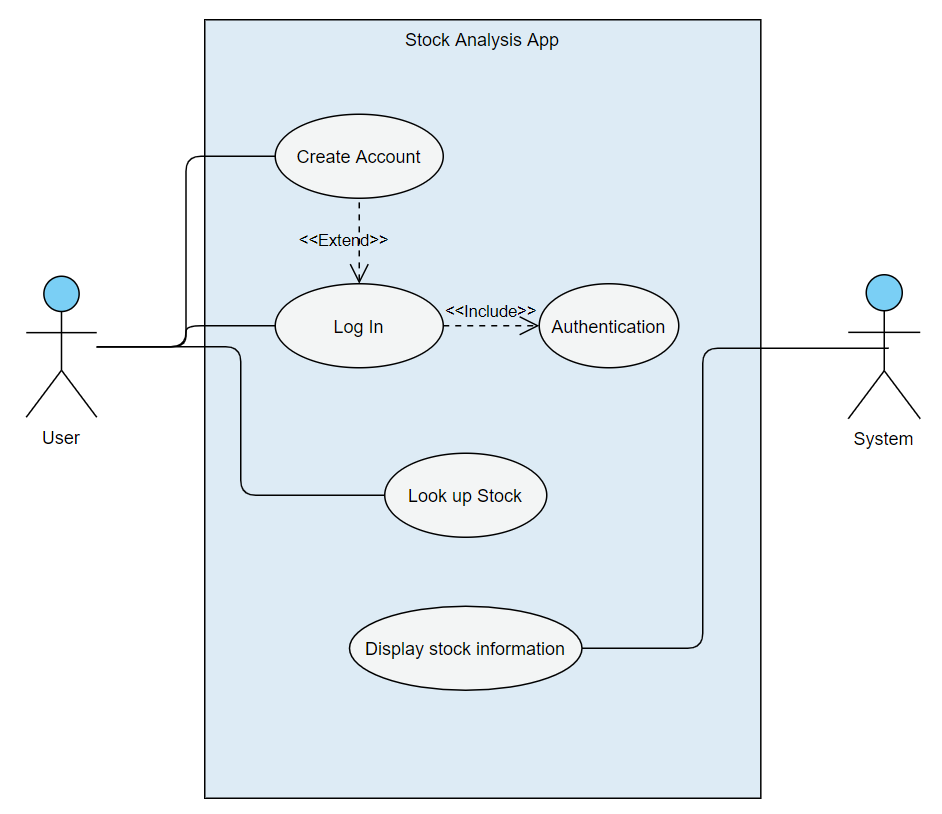 Stock Analysis App
Create Account
<<Extend>>
Log In
<<Include>>
Authentication
User
System
Look up Stock
Display stock information